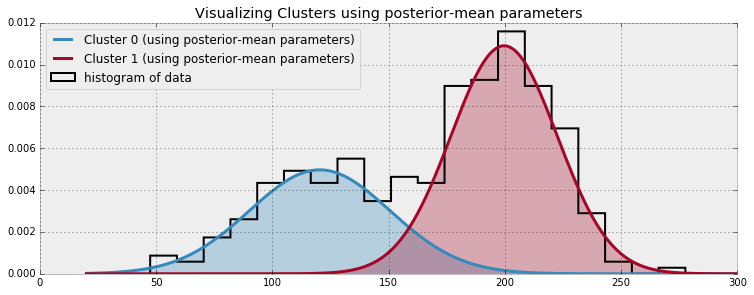 Visualizing Clusters using posterior-mean parameters
0.012
0.010
0.008
0.006
0.004
0.002
0.000
Cluster 0 (using posterior-mean parameters)
Cluster 1 (using posterior-mean parameters)
histogram of data
0 50 100 150 200 250 300